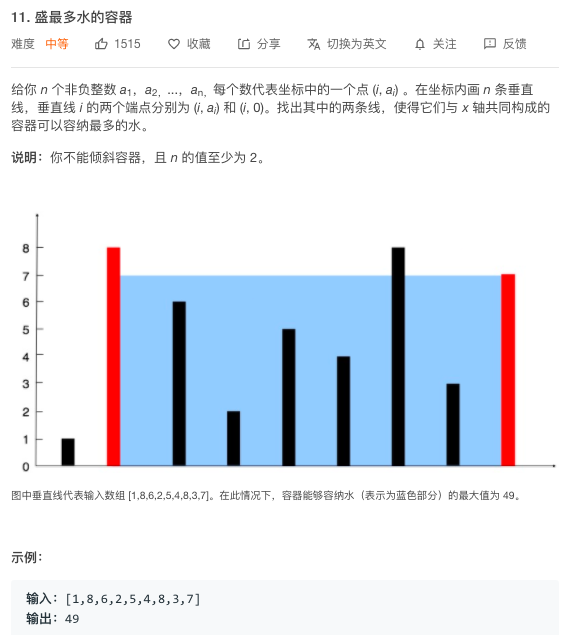 11. 盛最多水的容器
难度 中等 1515 收藏 分享 切换为英文 关注 反馈
给你 n 个非负整数 a1，a2，...，an，每个数代表坐标中的一个点 (i, ai) 。在坐标内画 n 条垂直
线，垂直线 i 的两个端点分别为 (i, ai) 和 (i, 0)。找出其中的两条线，使得它们与 x 轴共同构成的
容器可以容纳最多的水。
说明：你不能倾斜容器，且 n 的值至少为 2。
8
7
6
5
4
3
2
1
0
图中垂直线代表输入数组 [1,8,6,2,5,4,8,3,7]。在此情况下，容器能够容纳水（表示为蓝色部分）的最大值为 49。
示例：
输入：[1,8,6,2,5,4,8,3,7]
输出：49